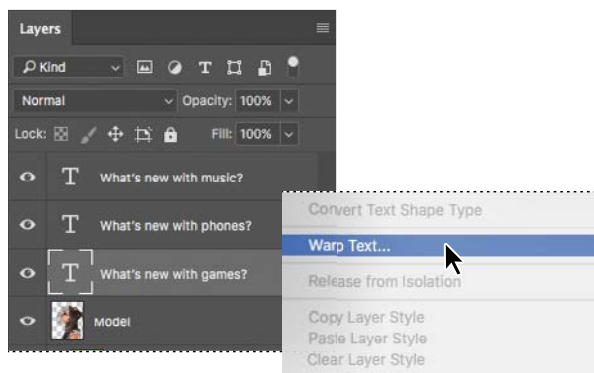 Layers
Kind
Normal Opacity: 100%
Lock: Fill: 100%
T What's new with music?
T What's new with phones?
T What's new with games?
Model
Convert Text Shape Type
Warp Text...
Release from Isolation
Copy Layer Style
Paste Layer Style
Clear Layer Style